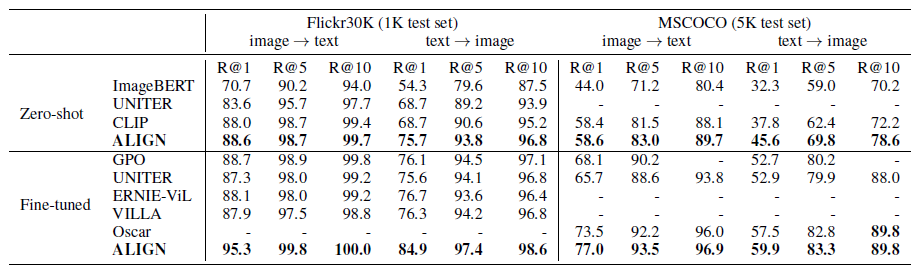 Flickr30K (1K test set) MSCOCO (5K test set)
image → text text → image image → text text → image
R@1 R@5 R@10 R@1 R@5 R@10 R@1 R@5 R@10 R@1 R@5 R@10
Zero-shot
ImageBERT 70.7 90.2 94.0 54.3 79.6 87.5 44.0 71.2 80.4 32.3 59.0 70.2
UNITER 83.6 95.7 97.7 68.7 89.2 93.9 - - - - - -
CLIP 88.0 98.7 99.4 68.7 90.6 95.2 58.4 81.5 88.1 37.8 62.4 72.2
ALIGN 88.6 98.7 99.7 75.7 93.8 96.8 58.6 83.0 89.7 45.6 69.8 78.6
Fine-tuned
GPO 88.7 98.9 99.8 76.1 94.5 97.1 68.1 90.2 - 52.7 80.2 -
UNITER 87.3 98.0 99.2 75.6 94.1 96.8 65.7 88.6 93.8 52.9 79.9 88.0
ERNIE-ViL 88.1 98.0 99.2 76.7 93.6 96.4 - - - - - -
VILLA 87.9 97.5 98.8 76.3 94.2 96.8 - - - - - -
Oscar - - - - - - 73.5 92.2 96.0 57.5 82.8 89.8
ALIGN 95.3 99.8 100.0 84.9 97.4 98.6 77.0 93.5 96.9 59.9 83.3 89.8